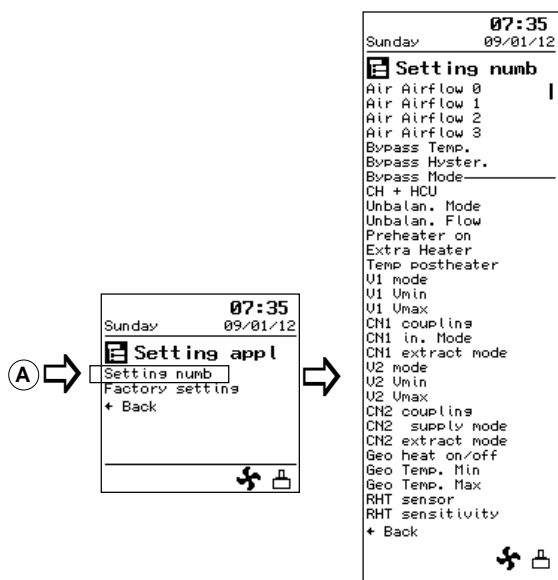 A
07:35
Sunday 09/01/12
Setting appl
Setting numb
Factory setting
← Back
07:35
Sunday 09/01/12
Setting numb
Air Airflow 0
Air Airflow 1
Air Airflow 2
Air Airflow 3
Bypass Temp.
Bypass Hyster.
Bypass Mode
CH + HCU
Unbalan. Mode
Unbalan. Flow
Preheater on
Extra Heater
Temp postheater
V1 mode
V1 Vmin
V1 Vmax
CN1 coupling
CN1 in. Mode
CN1 extract mode
V2 mode
V2 Vmin
V2 Vmax
CN2 coupling
CN2 supply mode
CN2 extract mode
Geo heat on/off
Geo Temp. Min
Geo Temp. Max
RHT sensor
RHT sensitivity
← Back